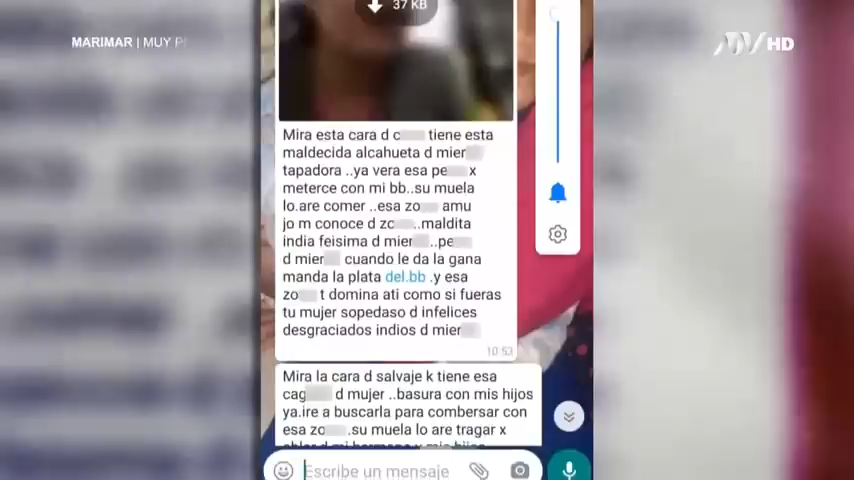 37 KB
MARIMAR | MUY P
ATV HD
Mira esta cara d c tiene esta
maldecida alcahueta d mier
tapadora ..ya vera esa pe x
meterce con mi bb..su muela
lo.are comer ..esa zo amu
jo m conoce d zo ..maldita
india feisima d mier ..pe
d mier cuando le da la gana
manda la plata del.bb .y esa
zo t domina ati como si fueras
tu mujer sopedaso d infelices
desgraciados indios d mier
10:53
Mira la cara d salvaje k tiene esa
cag d mujer ..basura con mis hijos
ya.ire a buscarla para combersar con
esa zo .su muela lo are tragar x
Escribe un mensaje